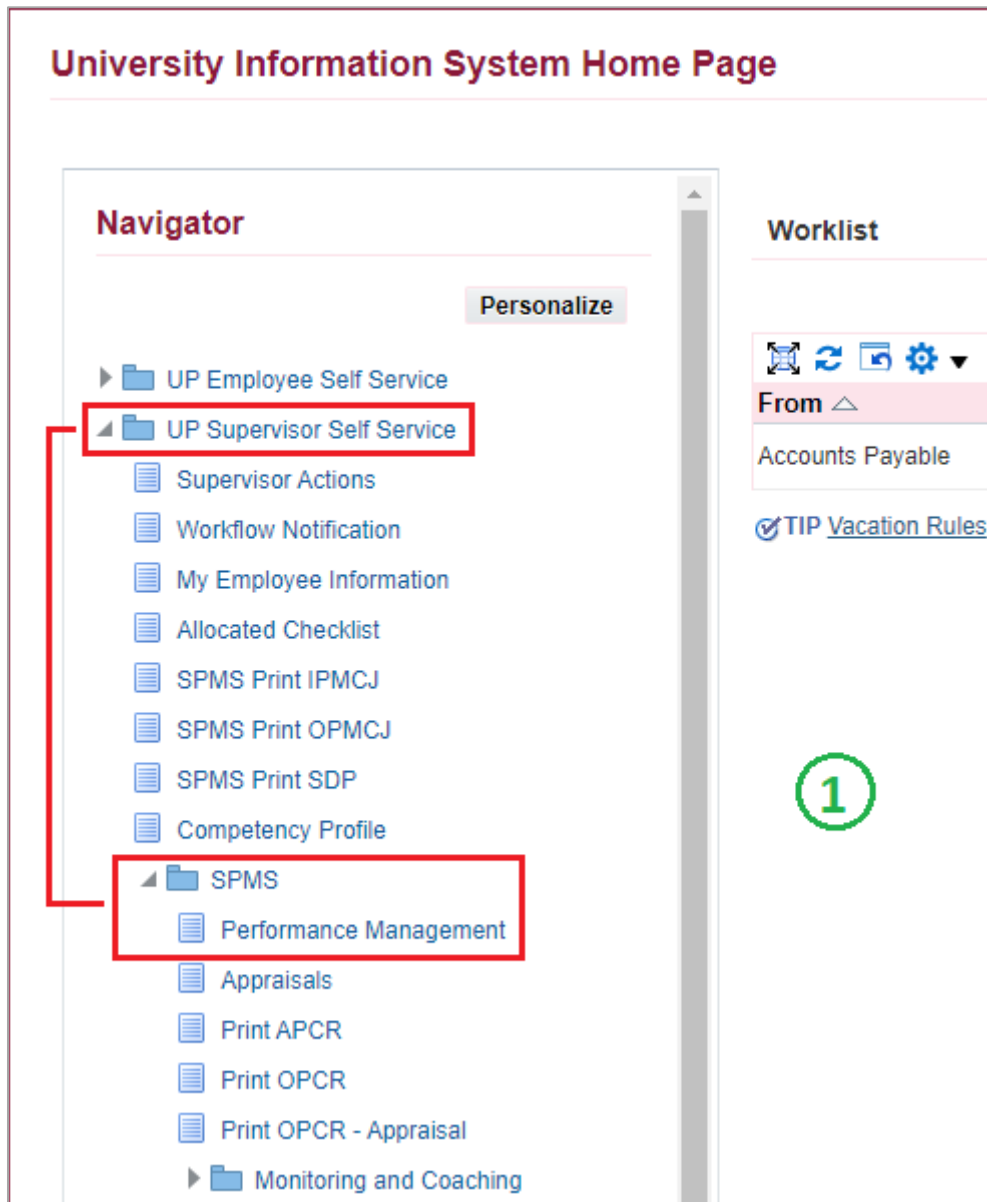 University Information System Home Page
Navigator
Personalize
UP Employee Self Service
UP Supervisor Self Service
Supervisor Actions
Workflow Notification
My Employee Information
Allocated Checklist
SPMS Print IPMCJ
SPMS Print OPMCJ
SPMS Print SDP
Competency Profile
SPMS
Performance Management
Appraisals
Print APCR
Print OPCR
Print OPCR - Appraisal
Monitoring and Coaching
Worklist
From
Accounts Payable
TIP Vacation Rules
1